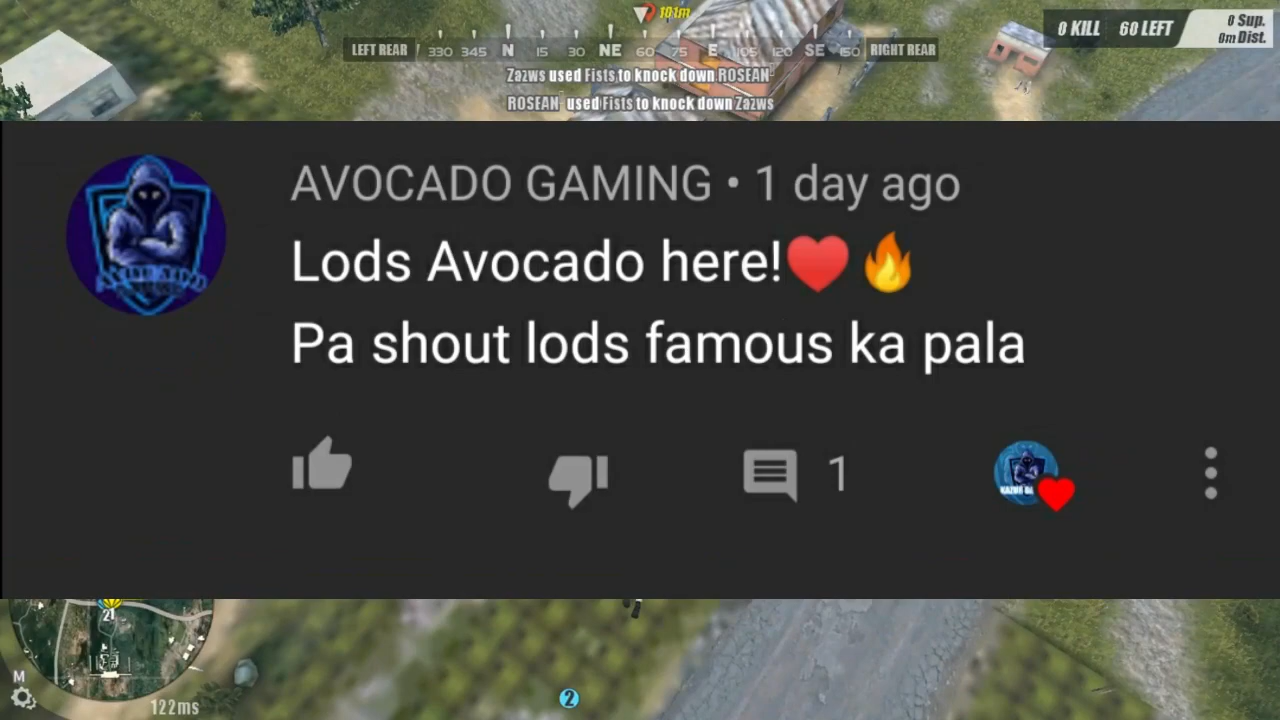 101m
0 KILL 60 LEFT 0 Sup.
0m Dist.
LEFT REAR 330 345 N 15 30 NE 60 75 E 105 120 SE 150 RIGHT REAR
Zazws used Fists to knock down ROSEAN
ROSEAN used Fists to knock down Zazws
AVOCADO GAMING • 1 day ago
Lods Avocado here!❤️🔥
Pa shout lods famous ka pala
1
21
M
122ms
2